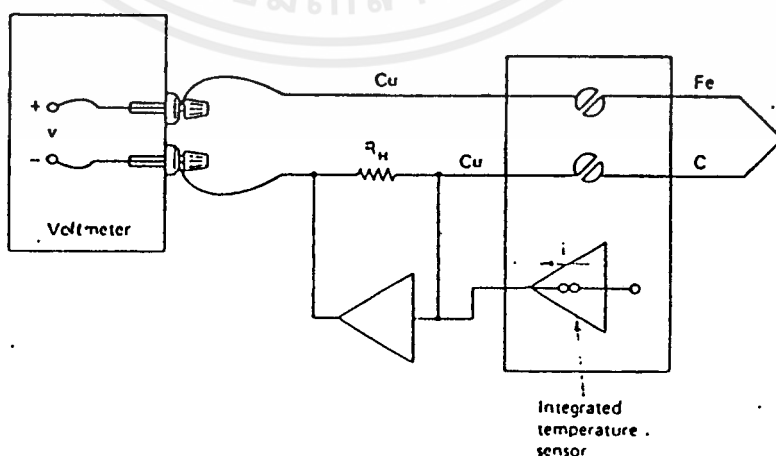 Cu
Fe
+
v
−
R_H
Cu
C
Voltmeter
i
Integrated
temperature
sensor